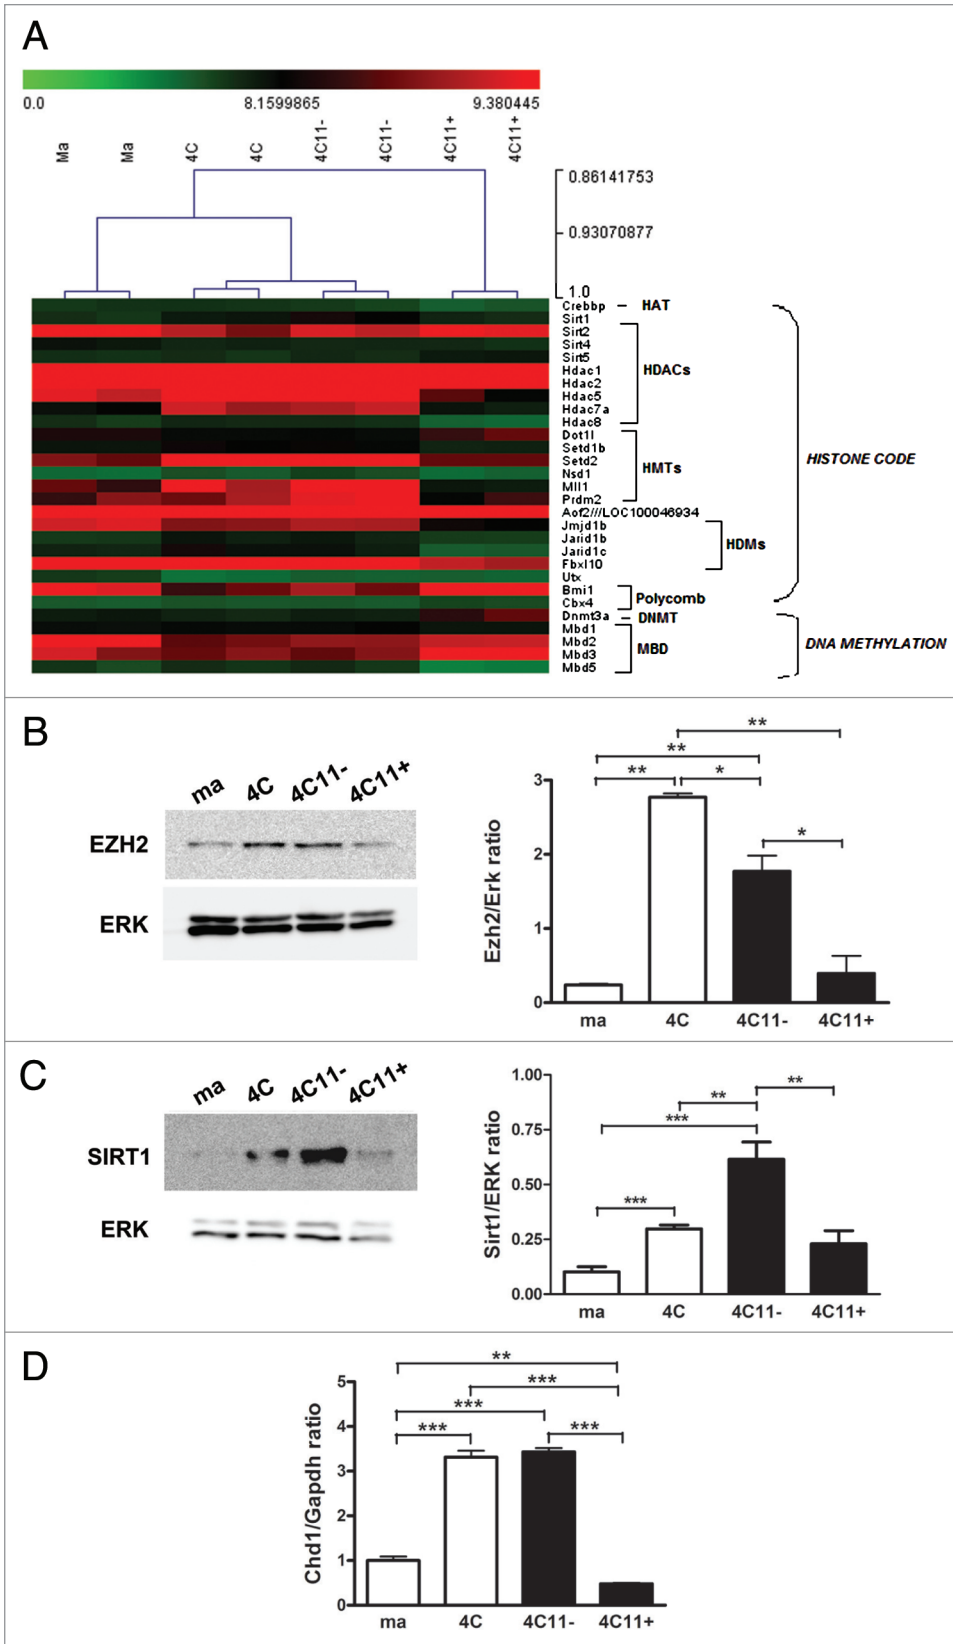 A
0.0 8.1599865 9.380445
Ma Ma 4C 4C 4C11- 4C11- 4C11+ 4C11+
0.86141753
0.93070877
1.0
Crebbp HAT
Sirt1
Sirt2
Sirt4
Sirt5
Hdac1 HDACs
Hdac2
Hdac5
Hdac7a
Hdac8
Dot1l
Setd1b
Setd2 HMTs
Nsd1
Mll1
Prdm2
Aof2///LOC100046934
Jmjd1b
Jarid1b HDMs
Jarid1c
Fbxl10
Utx
Bmi1 Polycomb
Cbx4
Dnmt3a DNMT
Mbd1
Mbd2 MBD
Mbd3
Mbd5
HISTONE CODE
DNA METHYLATION
B
ma 4C 4C11- 4C11+
EZH2
ERK
Ezh2/Erk ratio
3
2
1
0
**
**
** *
*
ma 4C 4C11- 4C11+
C
ma 4C 4C11- 4C11+
SIRT1
ERK
Sirt1/ERK ratio
1.00
0.75
0.50
0.25
0.00
**
**
***
***
ma 4C 4C11- 4C11+
D
Chd1/Gapdh ratio
5
4
3
2
1
0
**
***
***
*** ***
ma 4C 4C11- 4C11+